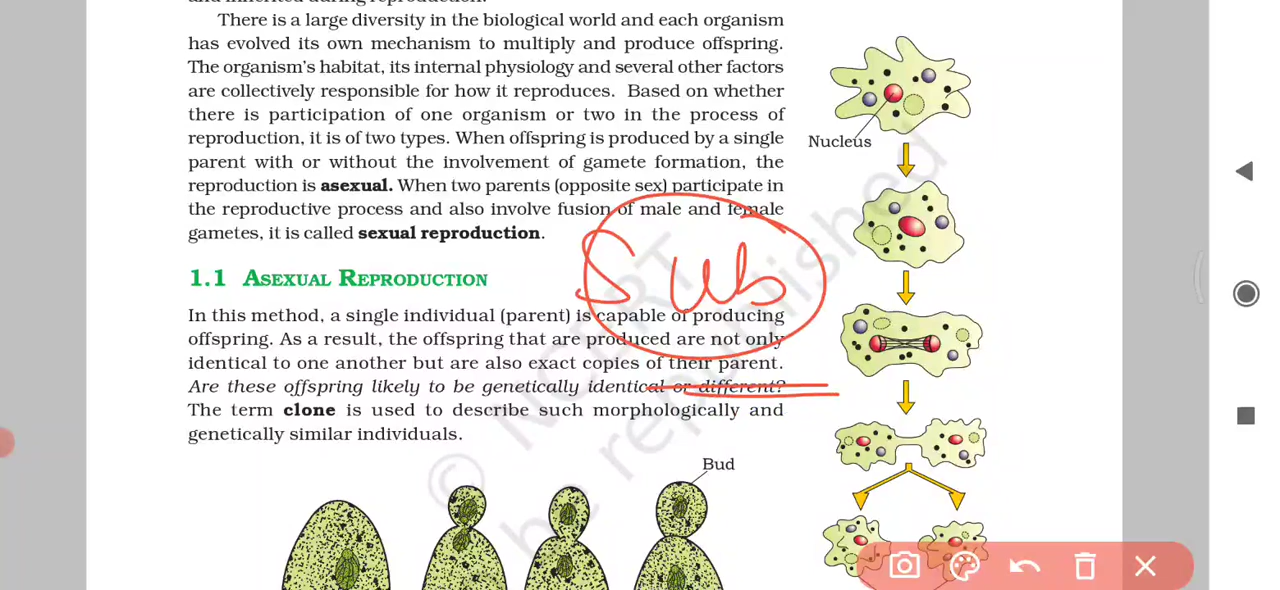 and inherited during reproduction.
There is a large diversity in the biological world and each organism
has evolved its own mechanism to multiply and produce offspring.
The organism's habitat, its internal physiology and several other factors
are collectively responsible for how it reproduces. Based on whether
there is participation of one organism or two in the process of
reproduction, it is of two types. When offspring is produced by a single
parent with or without the involvement of gamete formation, the
reproduction is asexual. When two parents (opposite sex) participate in
the reproductive process and also involve fusion of male and female
gametes, it is called sexual reproduction.
Sub
1.1 ASEXUAL REPRODUCTION
In this method, a single individual (parent) is capable of producing
offspring. As a result, the offspring that are produced are not only
identical to one another but are also exact copies of their parent.
Are these offspring likely to be genetically identical or different?
The term clone is used to describe such morphologically and
genetically similar individuals.
Bud
Nucleus
© NCERT
be republished